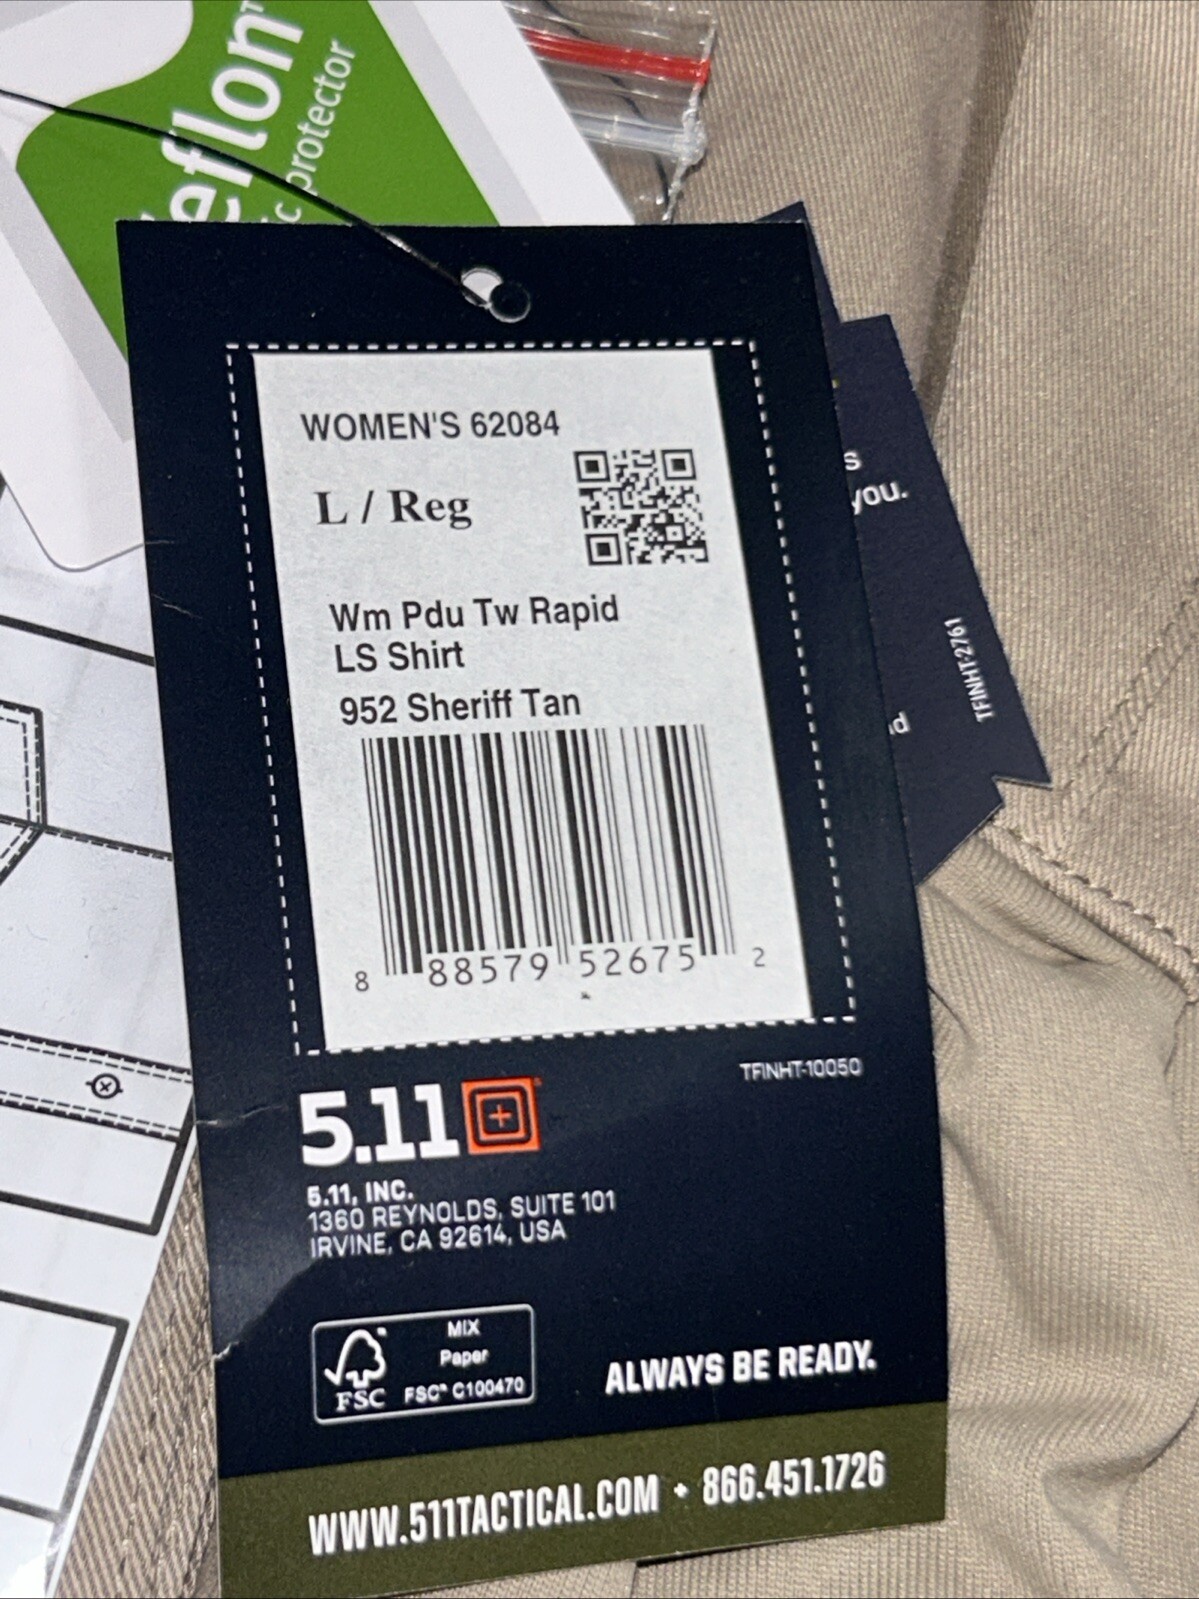 protector
WOMEN'S 62084
L / Reg
Wm Pdu Tw Rapid
LS Shirt
952 Sheriff Tan
8 88579 52675 2
TFINHT-10050
5.11
5.11, INC.
1360 REYNOLDS, SUITE 101
IRVINE, CA 92614, USA
FSC
MIX
Paper
FSC® C100470
ALWAYS BE READY.
WWW.511TACTICAL.COM • 866.451.1726
you.
TFINHT-2761